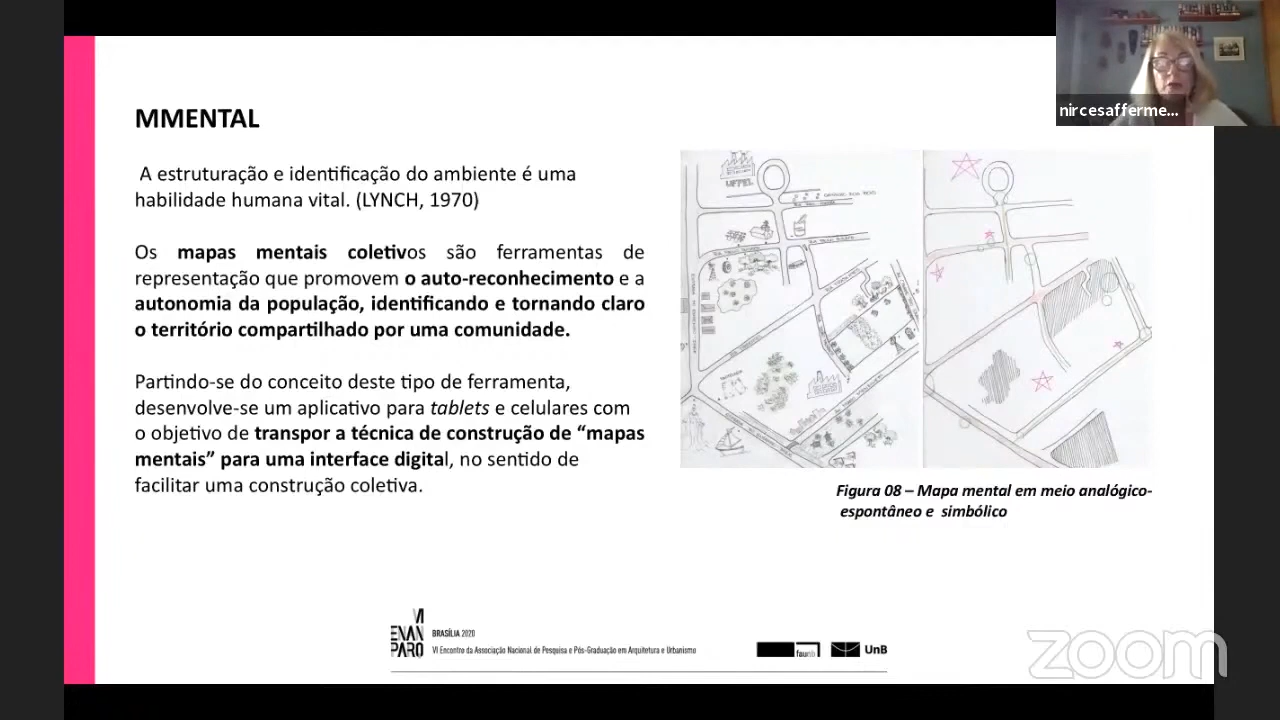 nircesafferme...
MMENTAL
A estruturação e identificação do ambiente é uma
habilidade humana vital. (LYNCH, 1970)
Os mapas mentais coletivos são ferramentas de
representação que promovem o auto-reconhecimento e a
autonomia da população, identificando e tornando claro
o território compartilhado por uma comunidade.
Partindo-se do conceito deste tipo de ferramenta,
desenvolve-se um aplicativo para tablets e celulares com
o objetivo de transpor a técnica de construção de “mapas
mentais” para uma interface digital, no sentido de
facilitar uma construção coletiva.
UFPEL
Figura 08 – Mapa mental em meio analógico-
espontâneo e simbólico
VI
ENAN
PARQ
BRASÍLIA 2020
VI Encontro da Associação Nacional de Pesquisa e Pós-Graduação em Arquitetura e Urbanismo
faunb
UnB
zoom